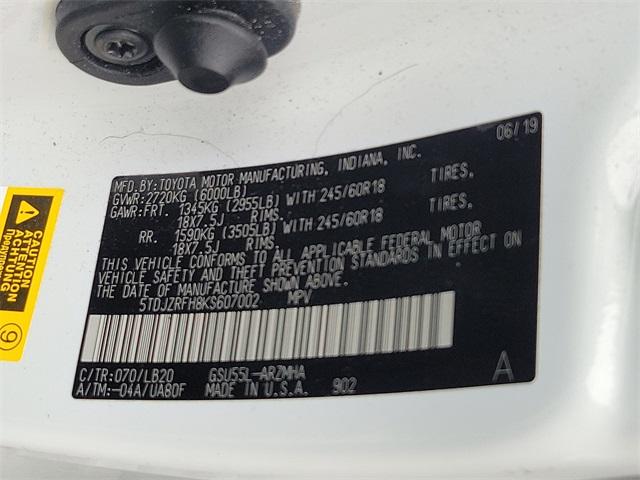 06/19
MFD.BY:TOYOTA MOTOR MANUFACTURING, INDIANA, INC.
GVWR:2720KG (6000LB)
GAWR:FRT. 1345KG (2955LB) WITH 245/60R18 TIRES.
18X7.5J RIMS.
RR. 1590KG (3505LB) WITH 245/60R18 TIRES.
18X7.5J RIMS.
THIS VEHICLE CONFORMS TO ALL APPLICABLE FEDERAL MOTOR
VEHICLE SAFETY AND THEFT PREVENTION STANDARDS IN EFFECT ON
THE DATE OF MANUFACTURE SHOWN ABOVE.
5TDJZRFH8KS607002 MPV
C/TR:070/LB20 GSU55L-ARZMHA
A/TM:-04A/UA80F MADE IN U.S.A. 902
A
CAUTION
ATTENTION
ACHTUNG
9